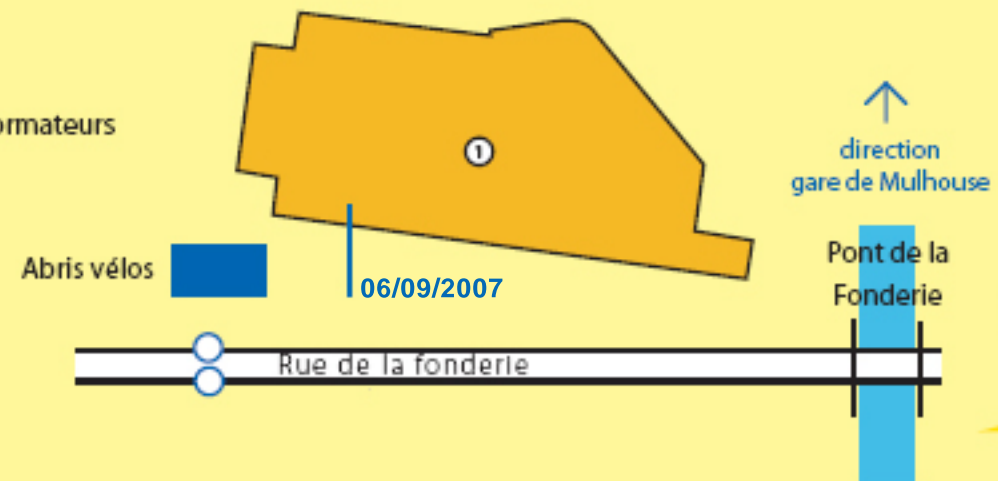 ormateurs
1
direction
gare de Mulhouse
Pont de la
Fonderie
Abris vélos
06/09/2007
Rue de la fonderie